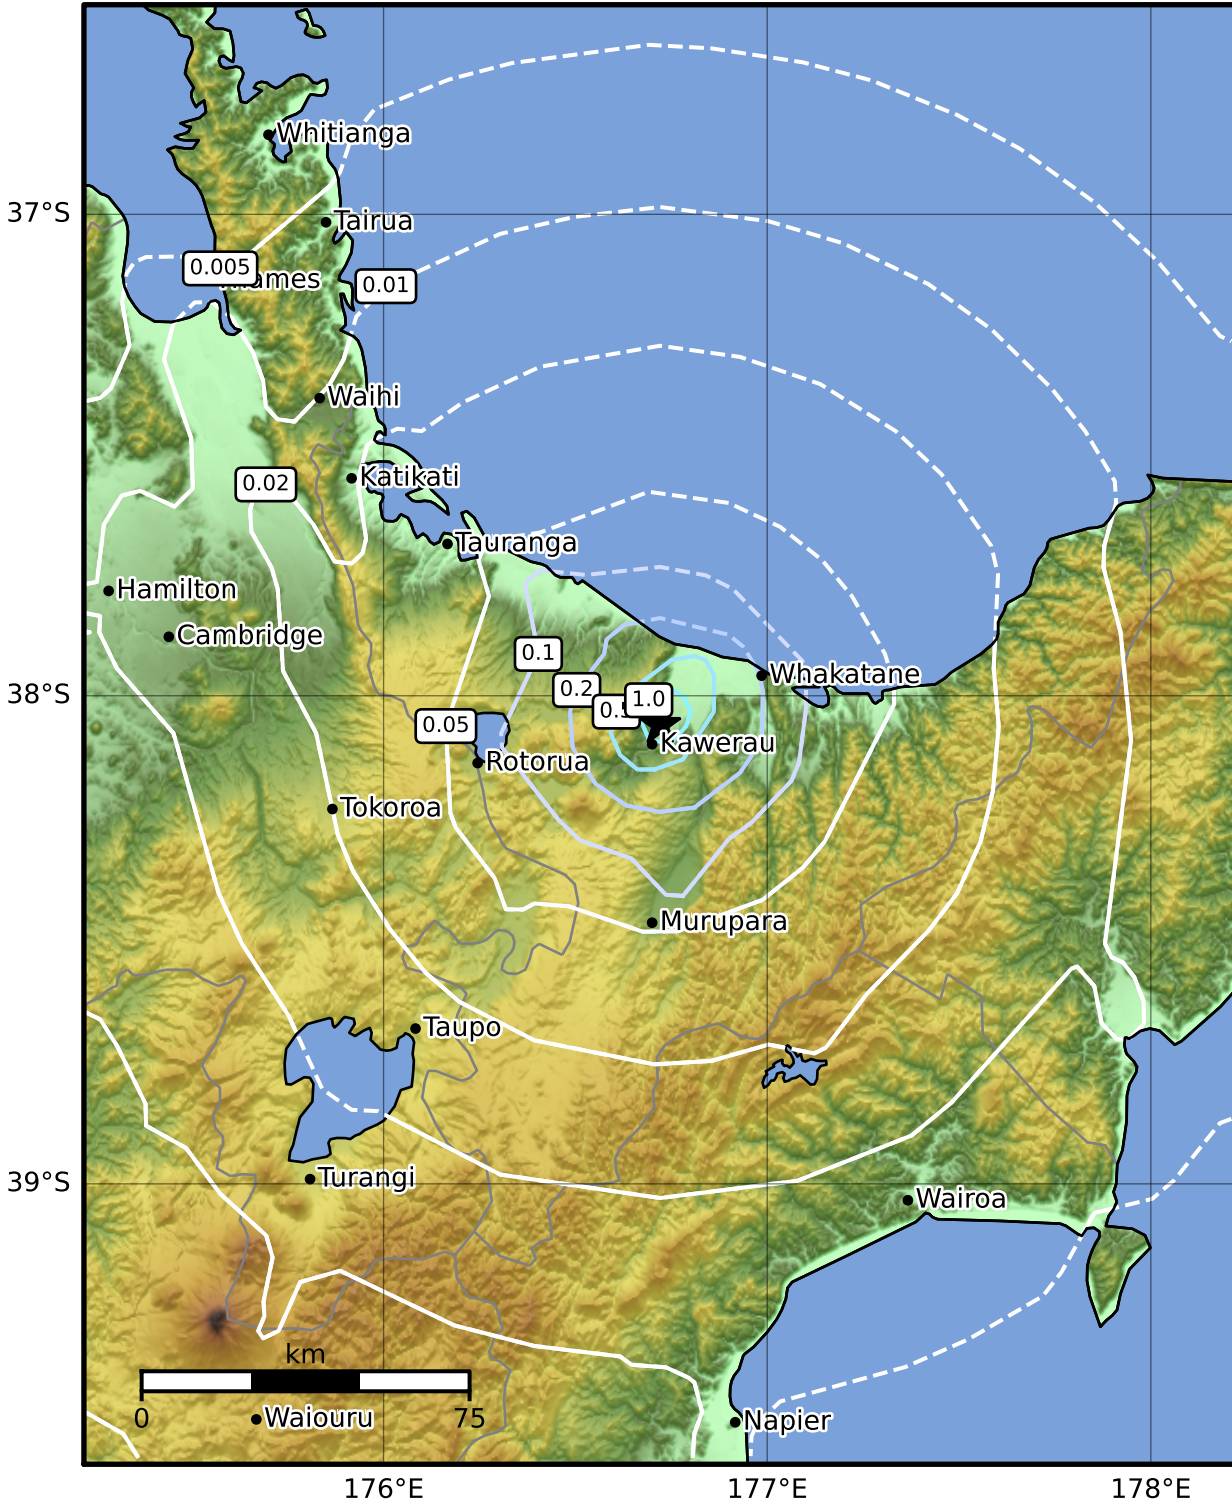 Whitianga
37°S
Tairua
0.005
0.01
Waihi
Katikati
0.02
Tauranga
Hamilton
Cambridge
0.1
Whakatane
38°S
0.2
1.0
0.05
Kawerau
Rotorua
Tokoroa
Murupara
Taupo
Turangi
39°S
Wairoa
km
0
75
Waiouru
Napier
176°E
177°E
178°E